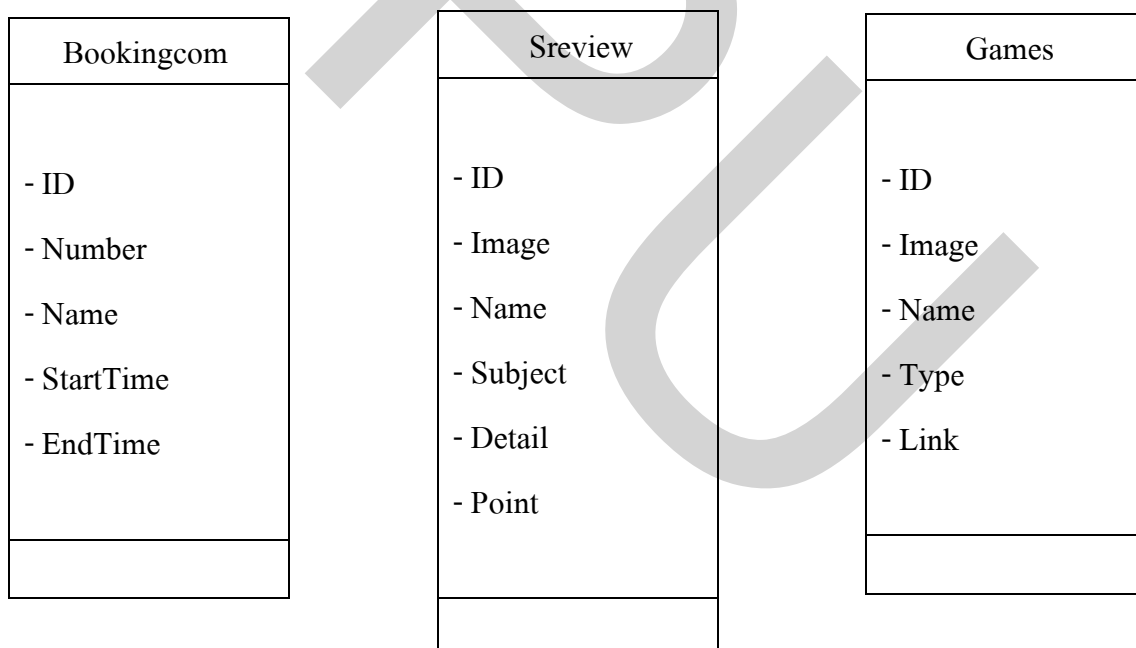 Bookingcom
- ID
- Number
- Name
- StartTime
- EndTime
Sreview
- ID
- Image
- Name
- Subject
- Detail
- Point
Games
- ID
- Image
- Name
- Type
- Link